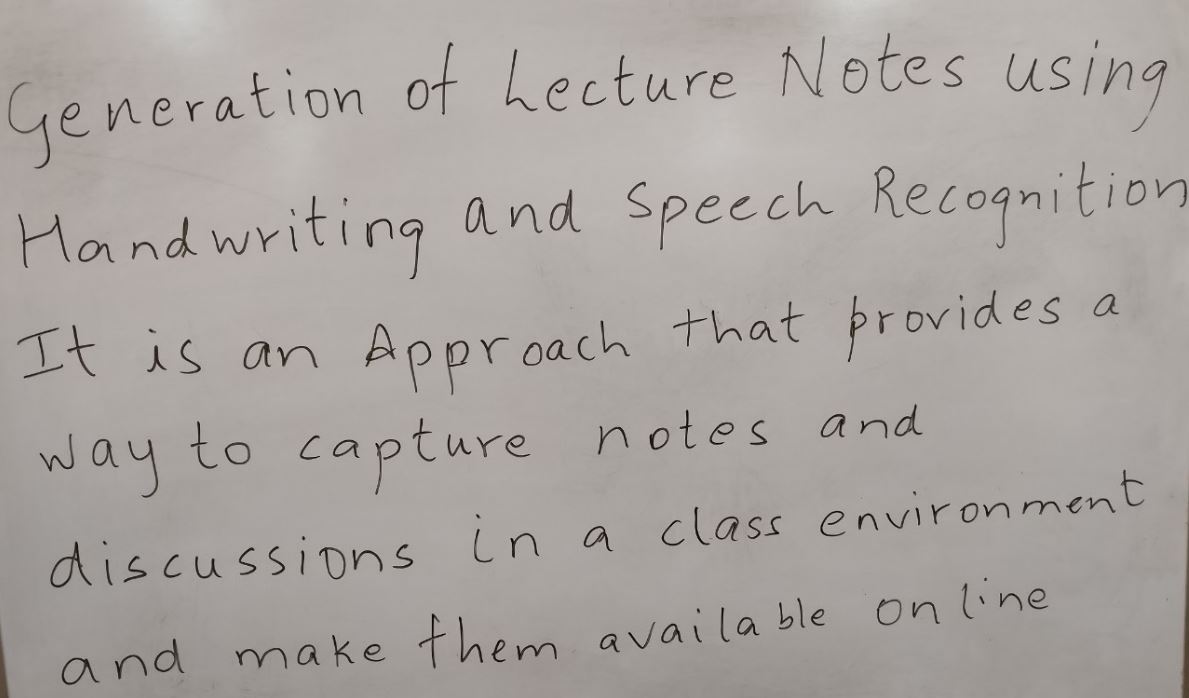 Generation of Lecture Notes using
Handwriting and Speech Recognition
It is an Approach that provides a
way to capture notes and
discussions in a class environment
and make them available online